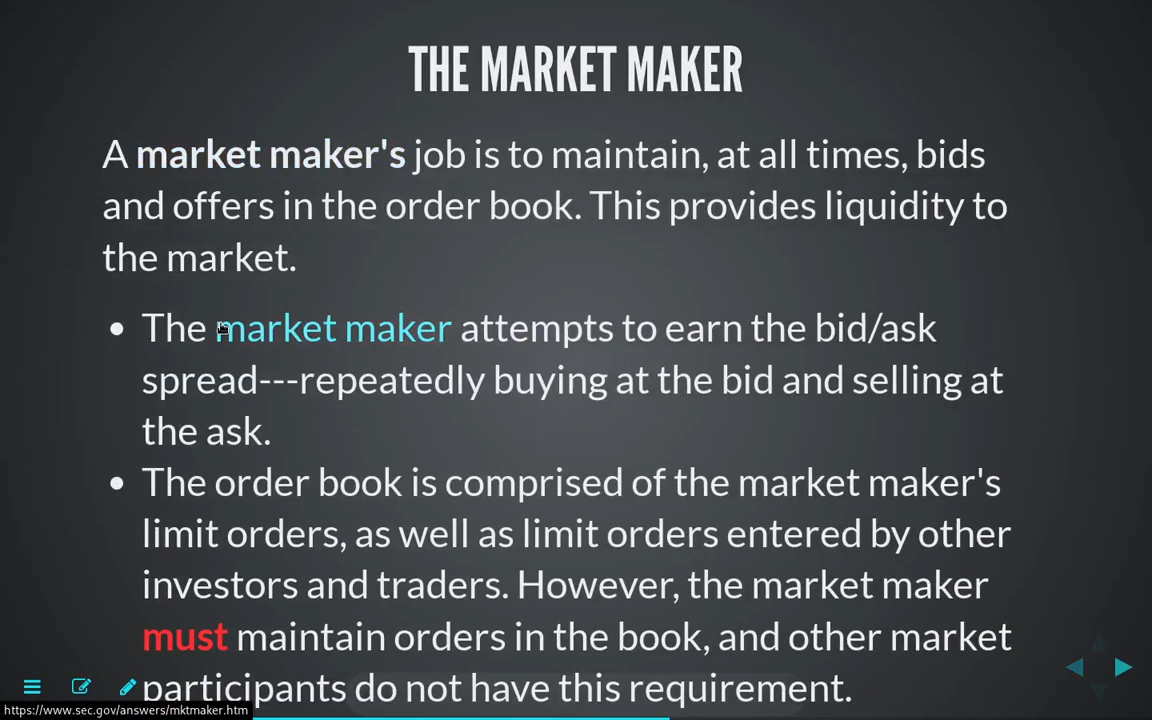 THE MARKET MAKER
A market maker's job is to maintain, at all times, bids
and offers in the order book. This provides liquidity to
the market.
The market maker attempts to earn the bid/ask
spread---repeatedly buying at the bid and selling at
the ask.
The order book is comprised of the market maker's
limit orders, as well as limit orders entered by other
investors and traders. However, the market maker
must maintain orders in the book, and other market
participants do not have this requirement.
https://www.sec.gov/answers/mktmaker.htm